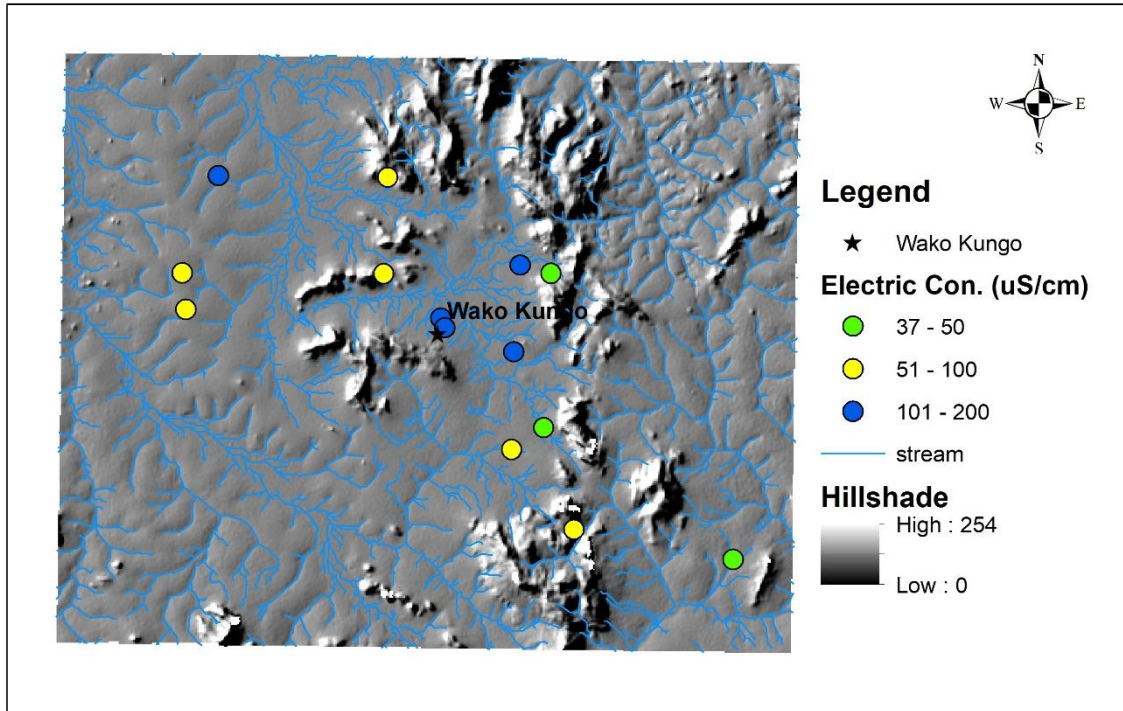 N
W E
S
Legend
Wako Kungo
Electric Con. (uS/cm)
37 - 50
51 - 100
101 - 200
stream
Hillshade
High : 254
Low : 0
Wako Kungo